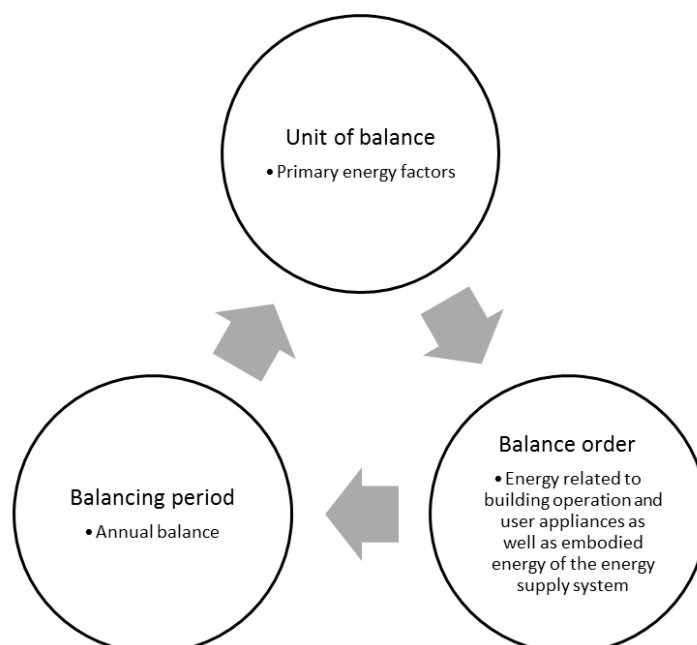 Unit of balance
• Primary energy factors
Balance order
• Energy related to
building operation and
user appliances as
well as embodied
energy of the energy
supply system
Balancing period
• Annual balance